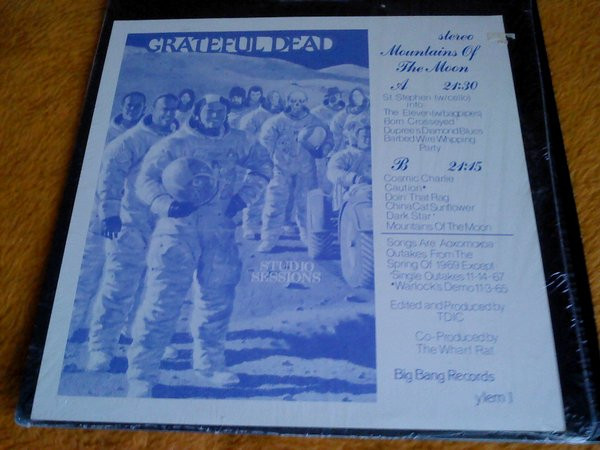 GRATEFUL DEAD
STUDIO
SESSIONS
stereo
Mountains Of
The Moon
A 21:30
St. Stephen (w/cello)
into:
The Eleven (w/bagpipes)
Born Crosseyed*
Dupree's Diamond Blues
Barbed Wire Whipping
Party
B 21:15
Cosmic Charlie
Caution•
Doin' That Rag
China Cat Sunflower
Dark Star*
Mountains Of The Moon
Songs Are Aoxomoxoa
Outakes From The
Spring Of 1969 Except
*Single Outakes 11-14-67
•Warlock's Demo 11-3-65
Edited and Produced by
TDIC
Co-Produced by
The Wharf Rat
Big Bang Records
ylem 1